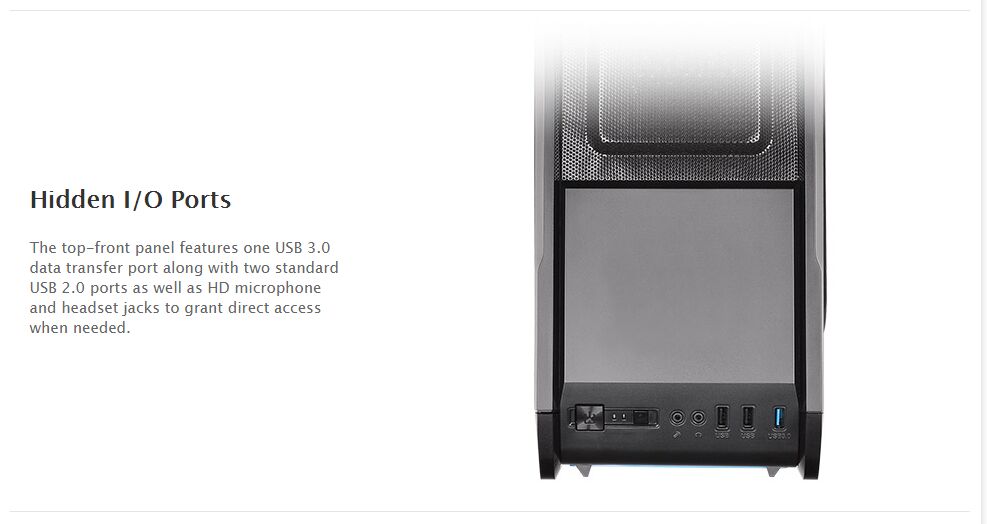 Hidden I/O Ports
The top-front panel features one USB 3.0
data transfer port along with two standard
USB 2.0 ports as well as HD microphone
and headset jacks to grant direct access
when needed.
USB USB USB3.0